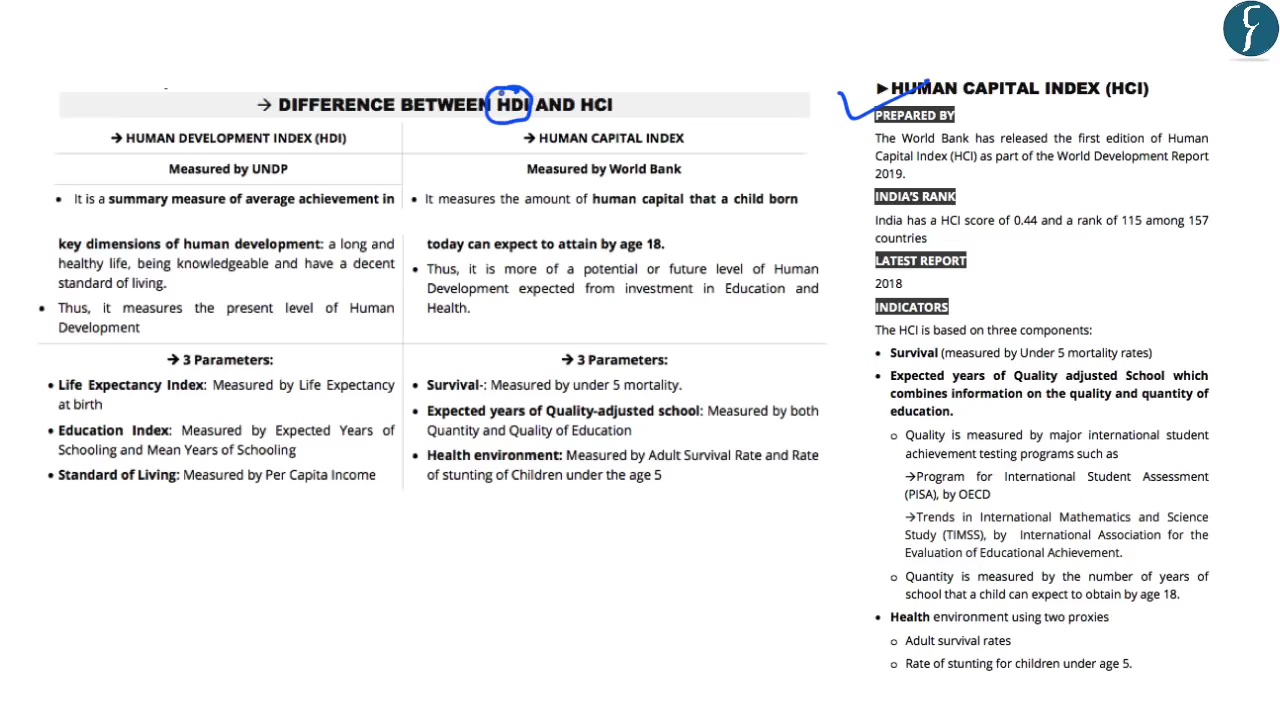 → DIFFERENCE BETWEEN HDI AND HCI
→ HUMAN DEVELOPMENT INDEX (HDI)
Measured by UNDP
• It is a summary measure of average achievement in
key dimensions of human development: a long and
healthy life, being knowledgeable and have a decent
standard of living.
• Thus, it measures the present level of Human
Development
→ 3 Parameters:
• Life Expectancy Index: Measured by Life Expectancy
at birth
• Education Index: Measured by Expected Years of
Schooling and Mean Years of Schooling
• Standard of Living: Measured by Per Capita Income
→ HUMAN CAPITAL INDEX
Measured by World Bank
• It measures the amount of human capital that a child born
today can expect to attain by age 18.
• Thus, it is more of a potential or future level of Human
Development expected from investment in Education and
Health.
→ 3 Parameters:
• Survival-: Measured by under 5 mortality.
• Expected years of Quality-adjusted school: Measured by both
Quantity and Quality of Education
• Health environment: Measured by Adult Survival Rate and Rate
of stunting of Children under the age 5
►HUMAN CAPITAL INDEX (HCI)
PREPARED BY
The World Bank has released the first edition of Human
Capital Index (HCI) as part of the World Development Report
2019.
INDIA'S RANK
India has a HCI score of 0.44 and a rank of 115 among 157
countries
LATEST REPORT
2018
INDICATORS
The HCI is based on three components:
• Survival (measured by Under 5 mortality rates)
• Expected years of Quality adjusted School which
combines information on the quality and quantity of
education.
o Quality is measured by major international student
achievement testing programs such as
→Program for International Student Assessment
(PISA), by OECD
→Trends in International Mathematics and Science
Study (TIMSS), by International Association for the
Evaluation of Educational Achievement.
o Quantity is measured by the number of years of
school that a child can expect to obtain by age 18.
• Health environment using two proxies
o Adult survival rates
o Rate of stunting for children under age 5.